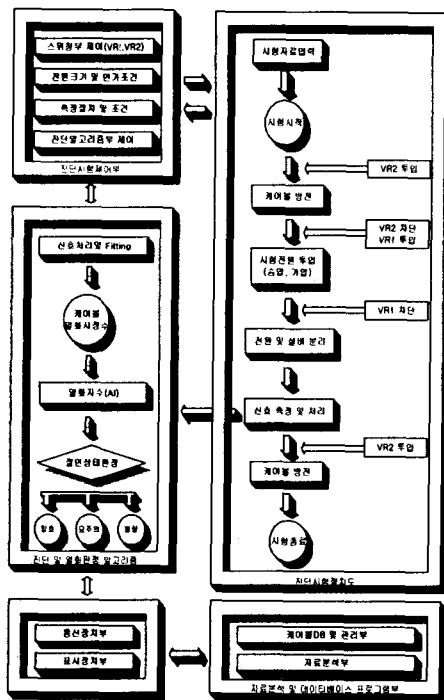 스위칭부 제어(VR1,VR2)
전원크기 및 인가조건
측정절차 및 조건
진단알고리즘부 제어
진단시험제어부
신호처리및 Fitting
케이블
열화시정수
열화지수(AI)
절연상태판정
양호
요주의
불량
진단 및 열화판정 알고리즘
통신장치부
표시장치부
시험자료입력
시험시작
VR2 투입
케이블 방전
VR2 차단
VR1 투입
시험전원 투입
(승압, 가압)
VR1 차단
전원 및 설비 분리
신호 측정 및 처리
VR2 투입
케이블 방전
시험종료
진단시험절차도
케이블DB 및 관리부
자료분석부
자료분석 및 데이터베이스 프로그램부